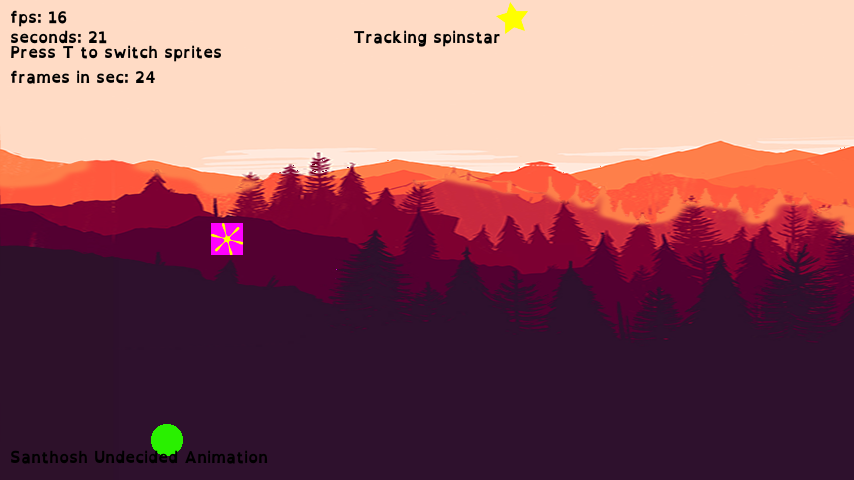 fps: 16
seconds: 21
Press T to switch sprites
frames in sec: 24
Tracking spinstar
Santhosh Undecided Animation